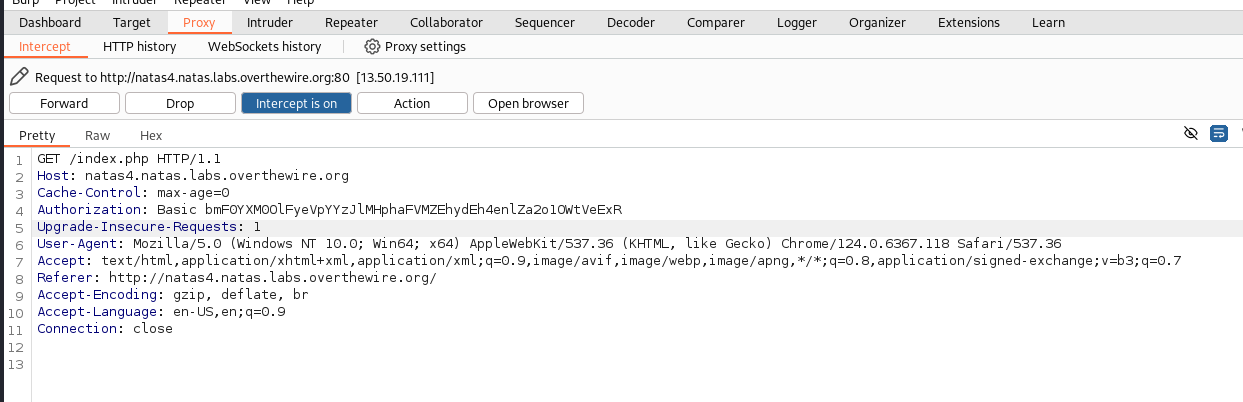 Burp Project Intruder Repeater View Help
Dashboard Target Proxy Intruder Repeater Collaborator Sequencer Decoder Comparer Logger Organizer Extensions Learn
Intercept HTTP history WebSockets history Proxy settings
Request to http://natas4.natas.labs.overthewire.org:80 [13.50.19.111]
Forward Drop Intercept is on Action Open browser
Pretty Raw Hex
1 GET /index.php HTTP/1.1
2 Host: natas4.natas.labs.overthewire.org
3 Cache-Control: max-age=0
4 Authorization: Basic bmF0YXM0OlFyeVpYYzJlMHphaFVMZEhydEh4enlZa2o1OWtVeExR
5 Upgrade-Insecure-Requests: 1
6 User-Agent: Mozilla/5.0 (Windows NT 10.0; Win64; x64) AppleWebKit/537.36 (KHTML, like Gecko) Chrome/124.0.6367.118 Safari/537.36
7 Accept: text/html,application/xhtml+xml,application/xml;q=0.9,image/avif,image/webp,image/apng,*/*;q=0.8,application/signed-exchange;v=b3;q=0.7
8 Referer: http://natas4.natas.labs.overthewire.org/
9 Accept-Encoding: gzip, deflate, br
10 Accept-Language: en-US,en;q=0.9
11 Connection: close
12
13